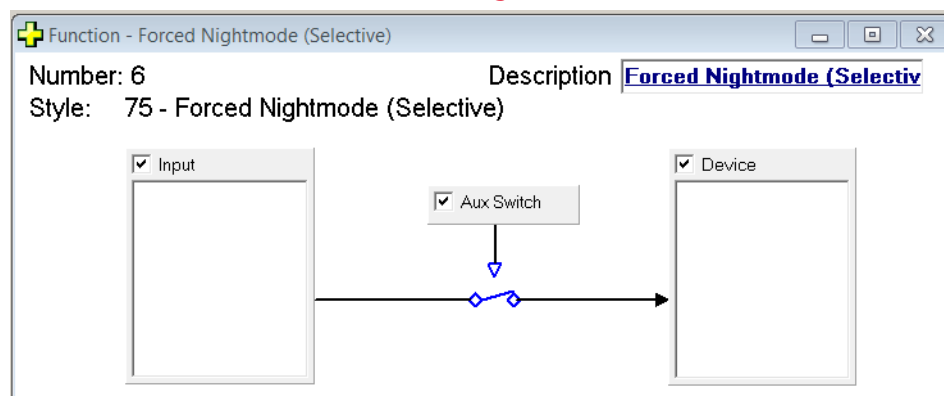 Function - Forced Nightmode (Selective)
Number: 6 Description Forced Nightmode (Selectiv
Style: 75 - Forced Nightmode (Selective)
Input
Device
Aux Switch